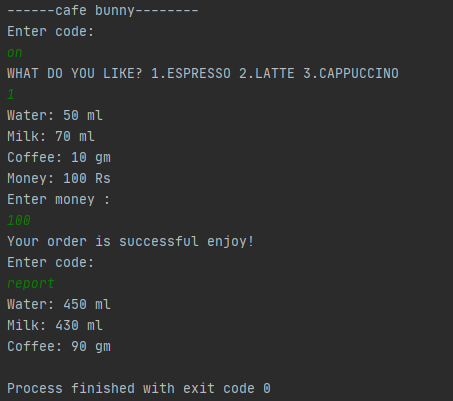 ------cafe bunny--------
Enter code:
on
WHAT DO YOU LIKE? 1.ESPRESSO 2.LATTE 3.CAPPUCCINO
1
Water: 50 ml
Milk: 70 ml
Coffee: 10 gm
Money: 100 Rs
Enter money :
100
Your order is successful enjoy!
Enter code:
report
Water: 450 ml
Milk: 430 ml
Coffee: 90 gm
Process finished with exit code 0